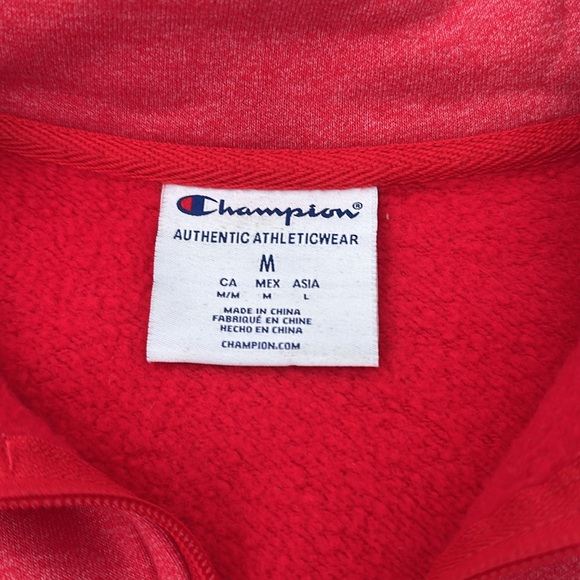 Champion®
AUTHENTIC ATHLETICWEAR
M
CA MEX ASIA
M/M M L
MADE IN CHINA
FABRIQUÉ EN CHINE
HECHO EN CHINA
CHAMPION.COM